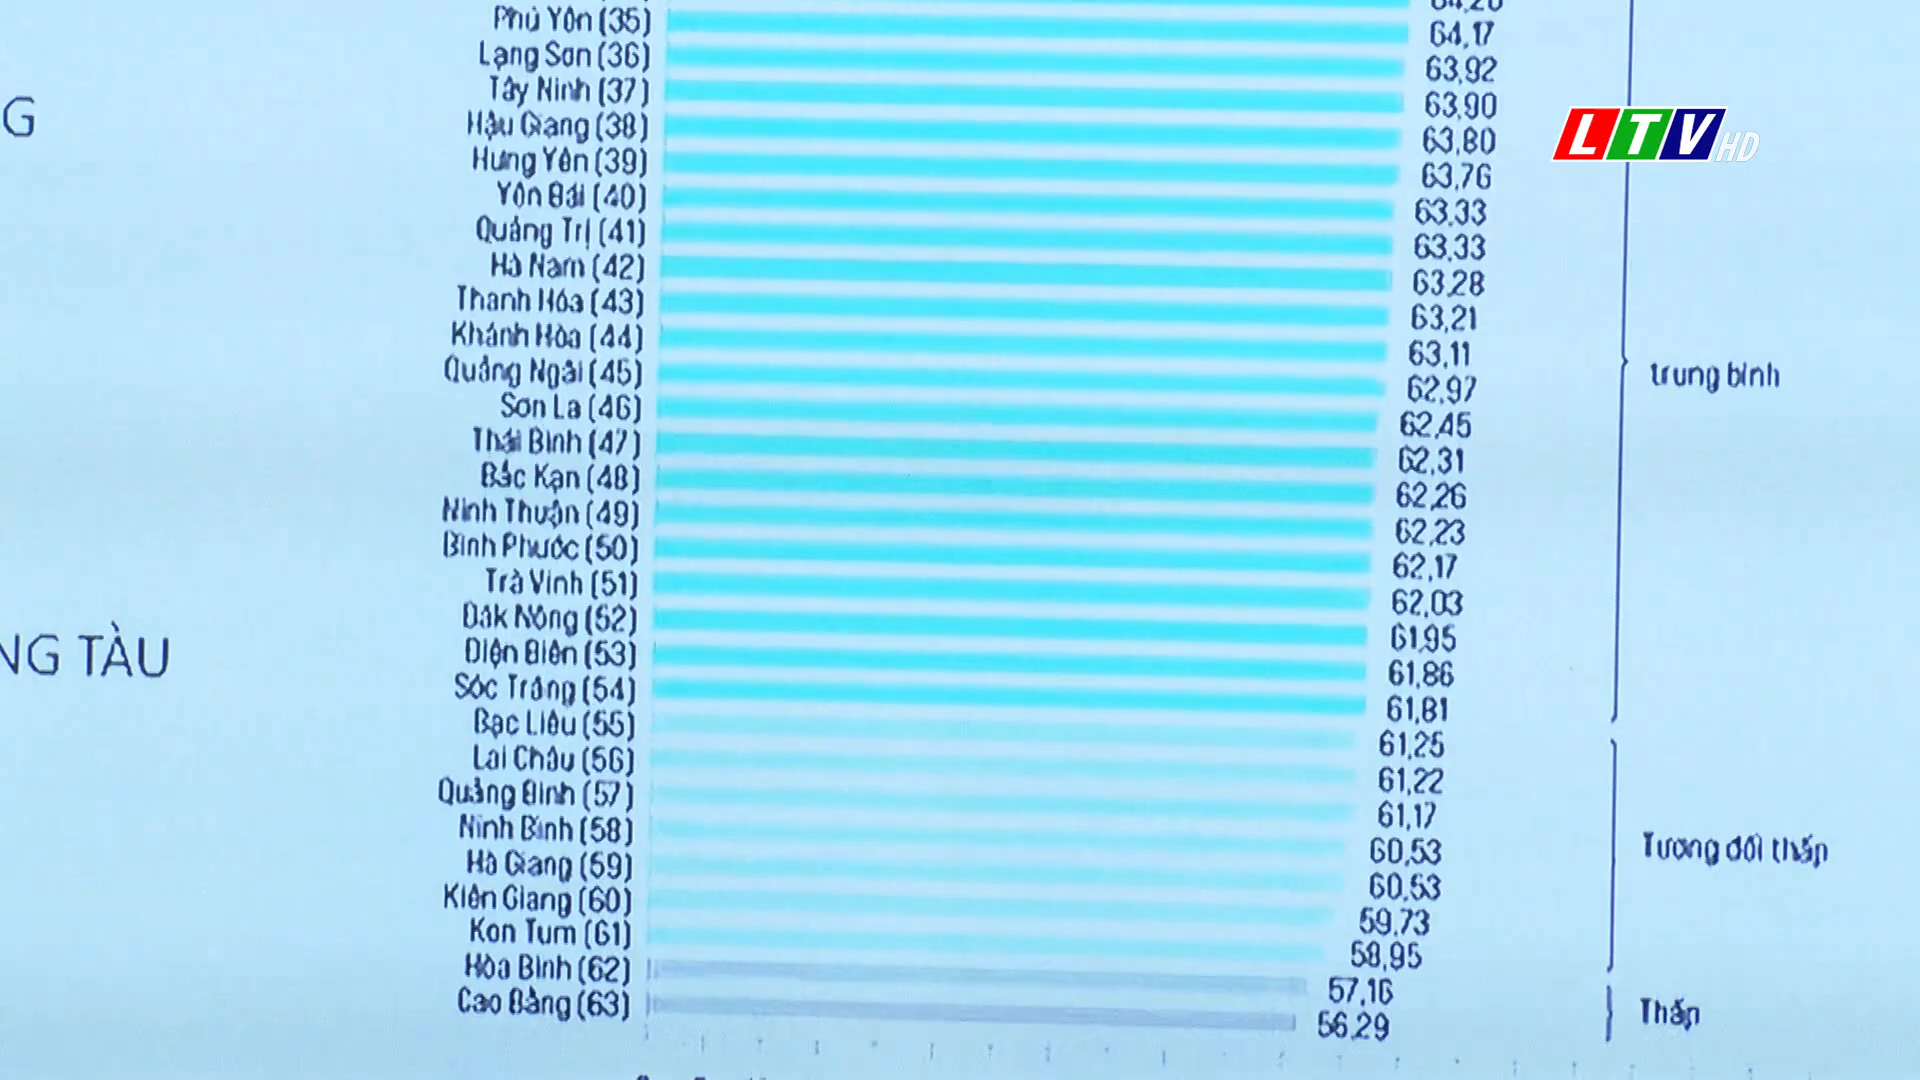 64,20
Phú Yên (35) 64,17
Lạng Sơn (36) 63,92
Tây Ninh (37) 63,90
Hậu Giang (38) 63,80
Hưng Yên (39) 63,76
Yên Bái (40) 63,33
Quảng Trị (41) 63,33
Hà Nam (42) 63,28
Thanh Hóa (43) 63,21
Khánh Hòa (44) 63,11
Quảng Ngãi (45) 62,97
Sơn La (46) 62,45
Thái Bình (47) 62,31
Bắc Kạn (48) 62,26
Ninh Thuận (49) 62,23
Bình Phước (50) 62,17
Trà Vinh (51) 62,03
Đắk Nông (52) 61,95
Điện Biên (53) 61,86
Sóc Trăng (54) 61,81
Bạc Liêu (55) 61,25
Lai Châu (56) 61,22
Quảng Bình (57) 61,17
Ninh Bình (58) 60,53
Hà Giang (59) 60,53
Kiên Giang (60) 59,73
Kon Tum (61) 58,95
Hòa Bình (62) 57,16
Cao Bằng (63) 56,29
trung bình
Tương đối thấp
Thấp
G
NG TÀU
LTV HD